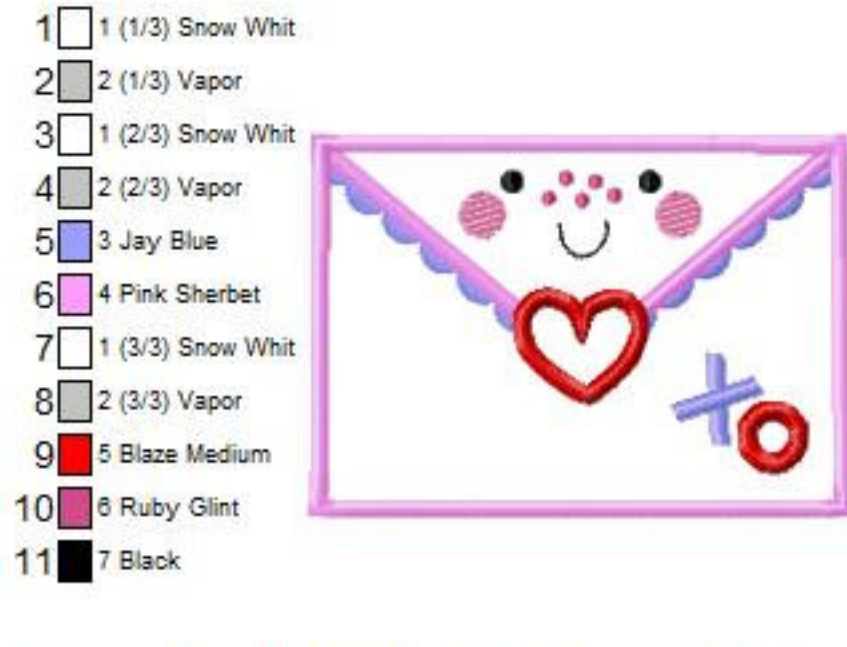 1 1 (1/3) Snow Whit
2 2 (1/3) Vapor
3 1 (2/3) Snow Whit
4 2 (2/3) Vapor
5 3 Jay Blue
6 4 Pink Sherbet
7 1 (3/3) Snow Whit
8 2 (3/3) Vapor
9 5 Blaze Medium
10 6 Ruby Glint
11 7 Black
XO